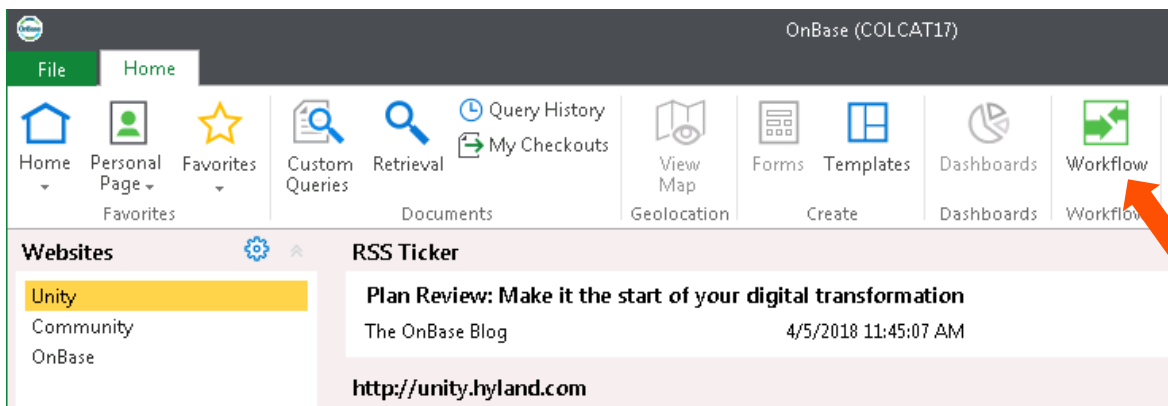 OnBase
OnBase (COLCAT17)
File
Home
Home
Personal
Page
Favorites
Favorites
Custom
Queries
Retrieval
Query History
My Checkouts
Documents
View
Map
Geolocation
Forms
Templates
Create
Dashboards
Dashboards
Workflow
Workflow
Websites
Unity
Community
OnBase
RSS Ticker
Plan Review: Make it the start of your digital transformation
The OnBase Blog 4/5/2018 11:45:07 AM
http://unity.hyland.com